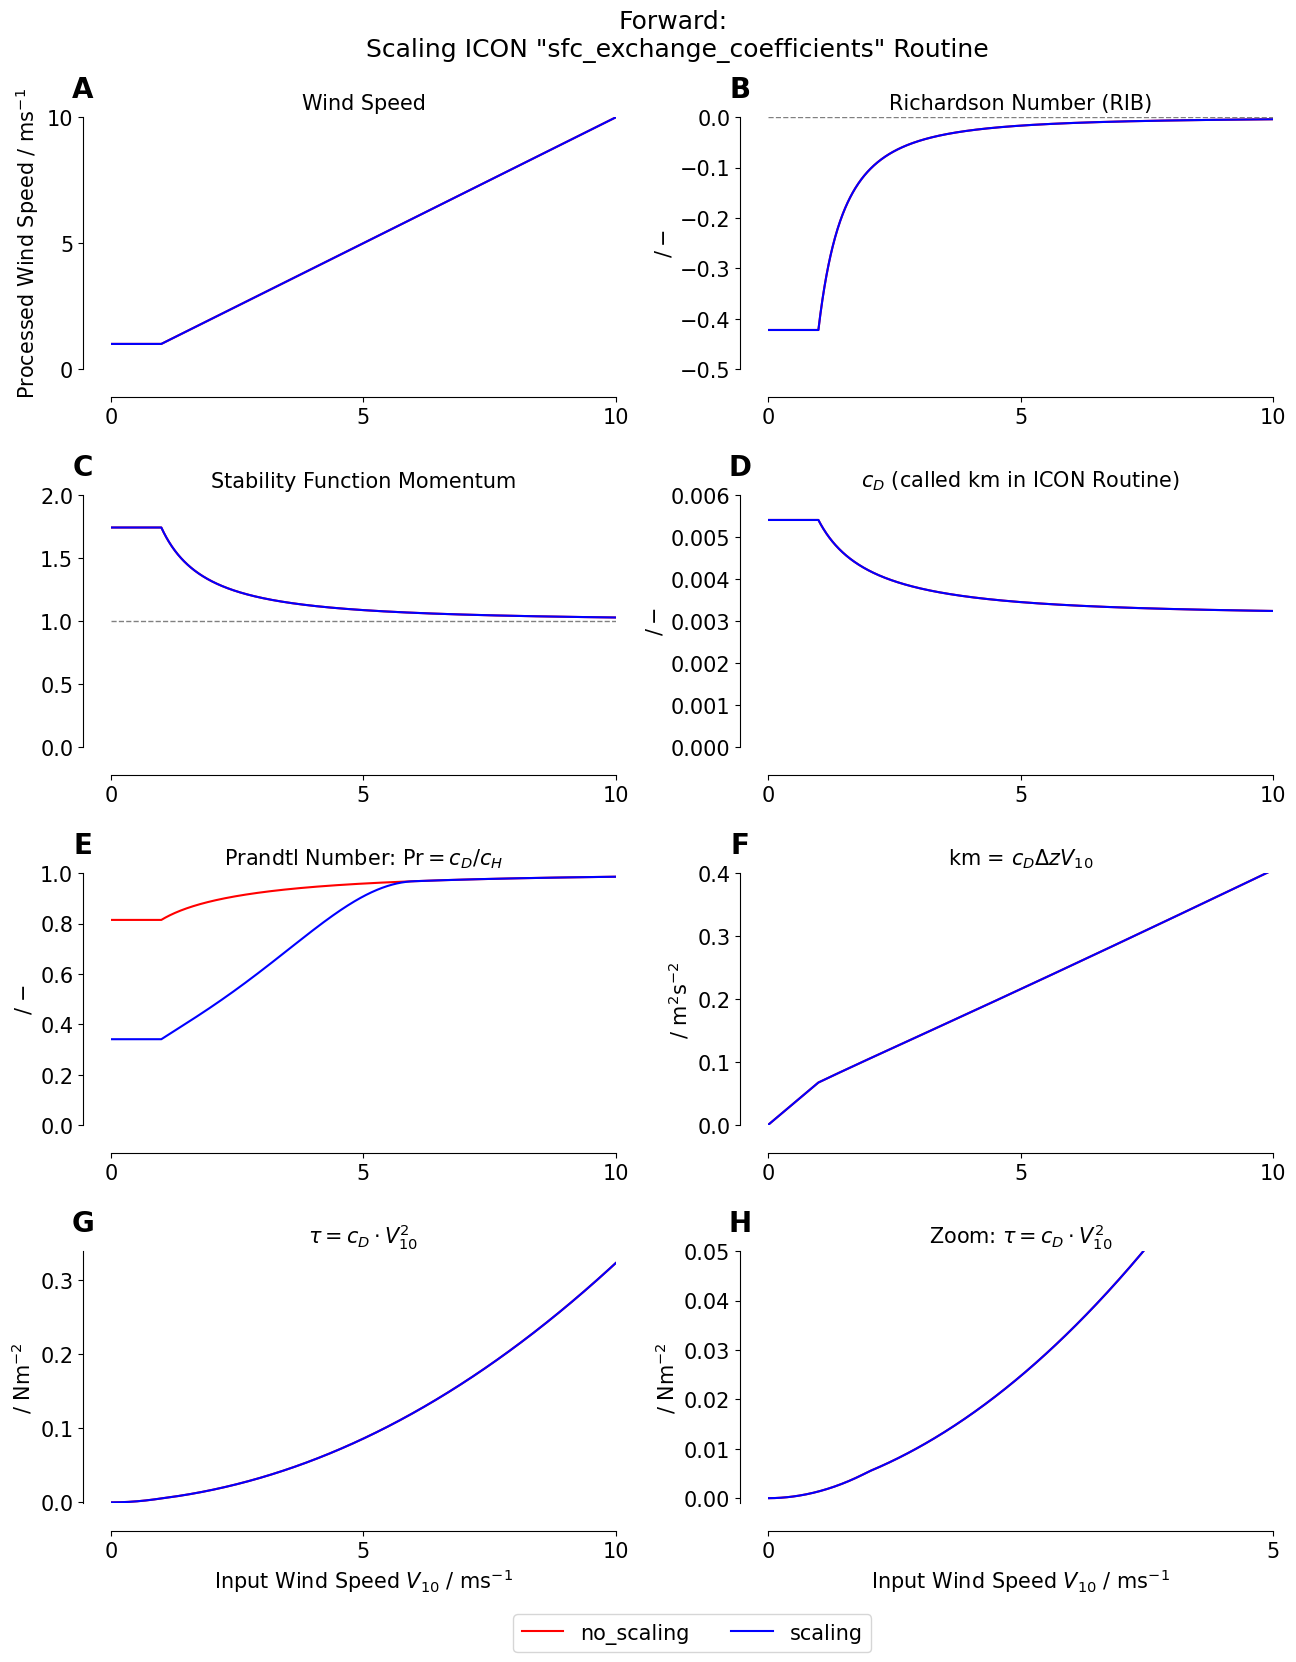 Forward:
Scaling ICON "sfc_exchange_coefficients" Routine
A
Wind Speed
Processed Wind Speed / ms⁻¹
10
5
0
0 5 10
B
Richardson Number (RIB)
/ −
0.0
−0.1
−0.2
−0.3
−0.4
−0.5
0 5 10
C
Stability Function Momentum
2.0
1.5
1.0
0.5
0.0
0 5 10
D
c_D (called km in ICON Routine)
/ −
0.006
0.005
0.004
0.003
0.002
0.001
0.000
0 5 10
E
Prandtl Number: Pr = c_D/c_H
/ −
1.0
0.8
0.6
0.4
0.2
0.0
0 5 10
F
km = c_DΔzV₁₀
/ m²s⁻²
0.4
0.3
0.2
0.1
0.0
0 5 10
G
τ = c_D · V₁₀²
/ Nm⁻²
0.3
0.2
0.1
0.0
0 5 10
Input Wind Speed V₁₀ / ms⁻¹
H
Zoom: τ = c_D · V₁₀²
/ Nm⁻²
0.05
0.04
0.03
0.02
0.01
0.00
0 5
Input Wind Speed V₁₀ / ms⁻¹
no_scaling scaling